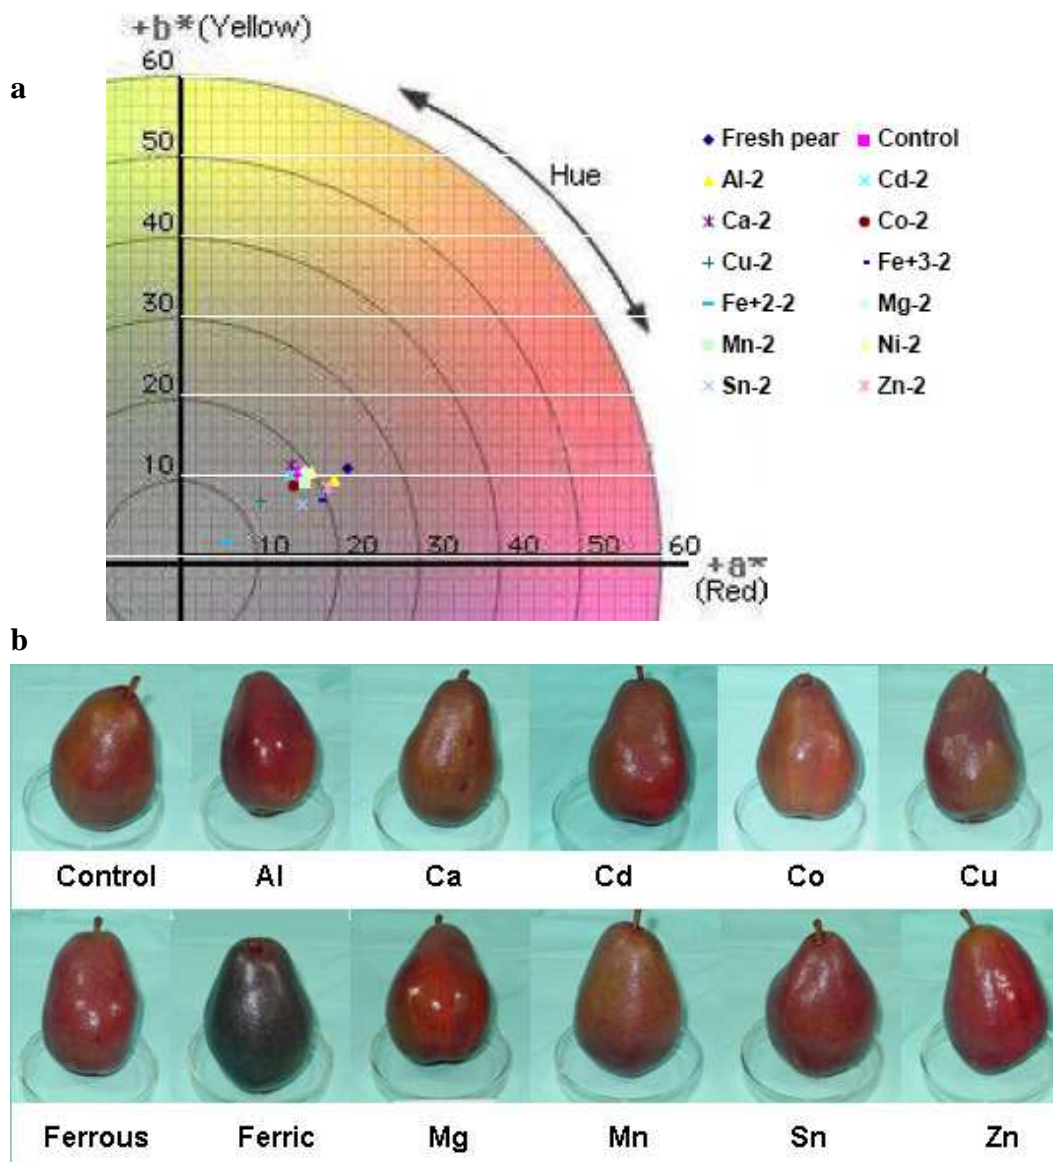 a
+b*(Yellow)
60
50
40
30
20
10
10 20 30 40 50 60
+a*
(Red)
Hue
Fresh pear Control
Al-2 Cd-2
Ca-2 Co-2
Cu-2 Fe+3-2
Fe+2-2 Mg-2
Mn-2 Ni-2
Sn-2 Zn-2
b
Control Al Ca Cd Co Cu
Ferrous Ferric Mg Mn Sn Zn